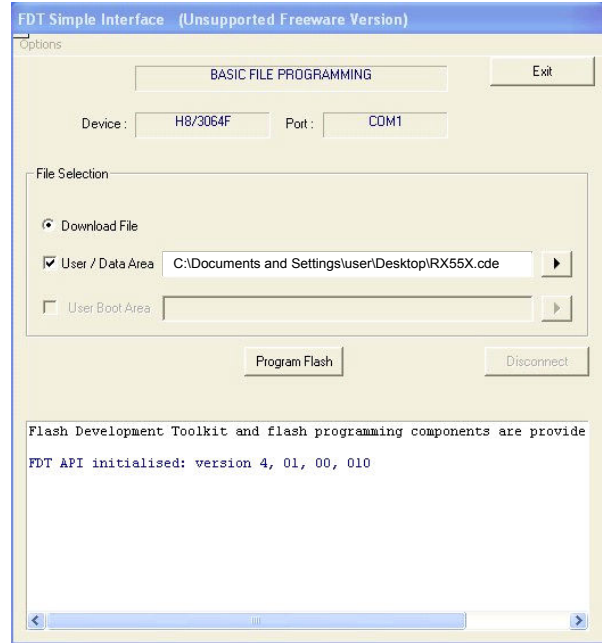 FDT Simple Interface (Unsupported Freeware Version)
Options
BASIC FILE PROGRAMMING
Exit
Device : H8/3064F Port : COM1
File Selection
Download File
User / Data Area C:\Documents and Settings\user\Desktop\RX55X.cde
User Boot Area
Program Flash Disconnect
Flash Development Toolkit and flash programming components are provide
FDT API initialised: version 4, 01, 00, 010